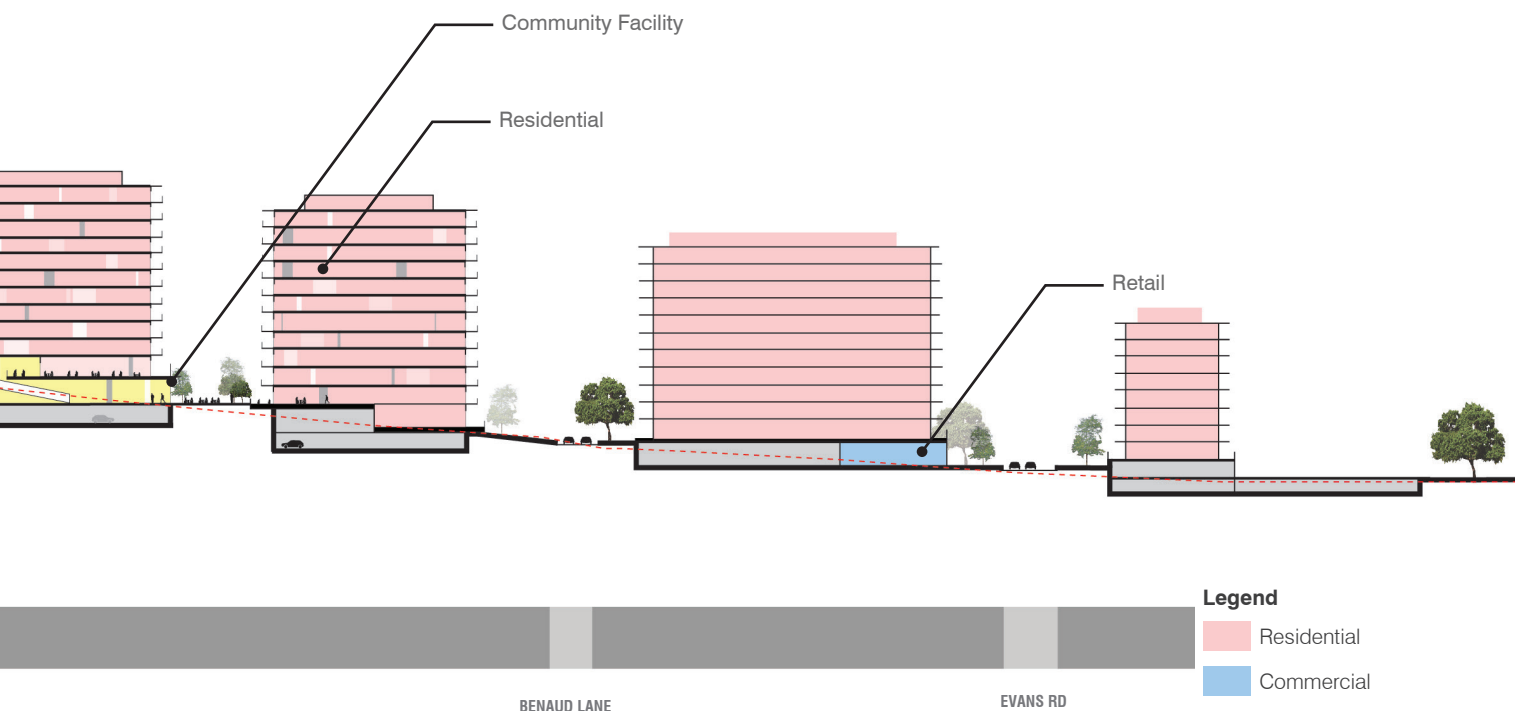 Community Facility
Residential
Retail
Legend
Residential
Commercial
BENAUD LANE
EVANS RD